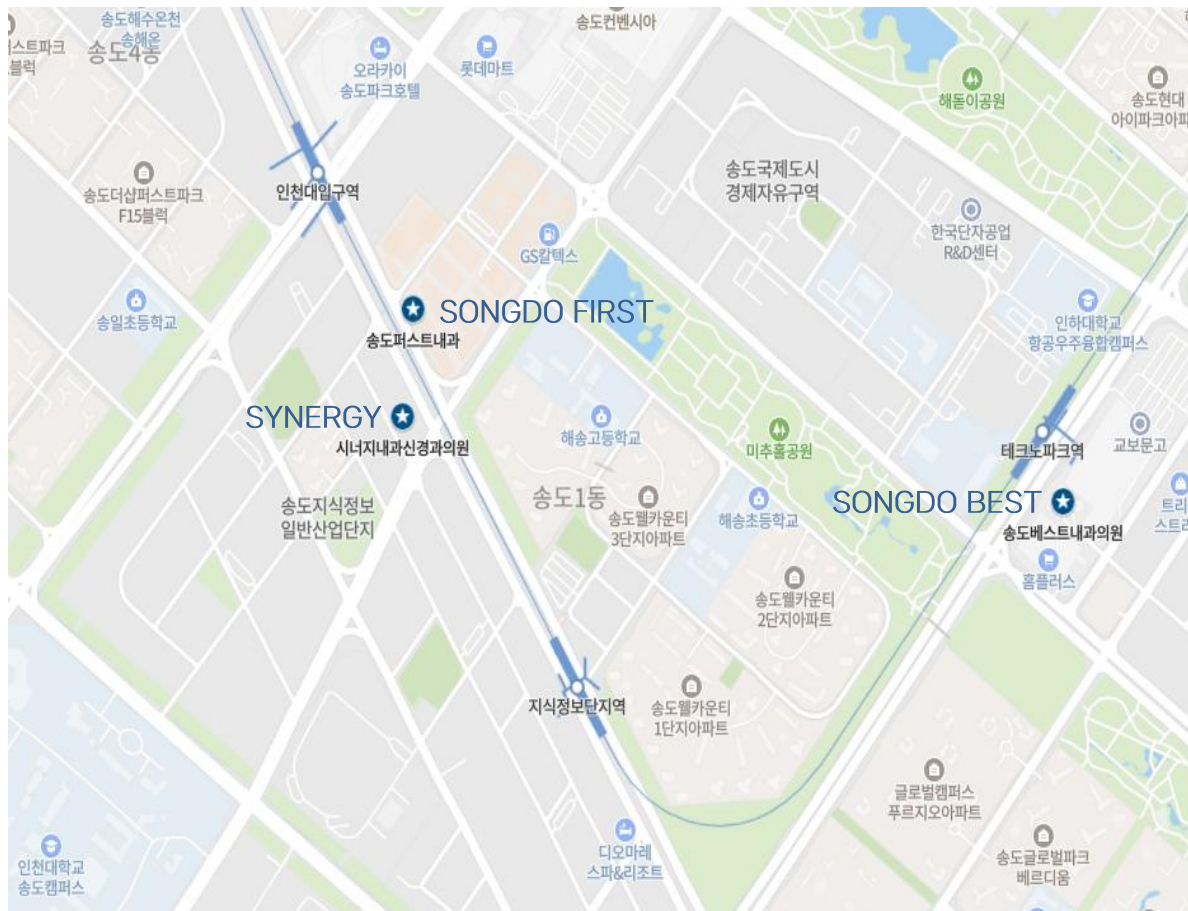 송도해수온천
송해온
스트파크
블럭
송도4동
오라카이
송도파크호텔
롯데마트
송도컨벤시아
해돋이공원
송도현대
아이파크아파
인천대입구역
송도더샵퍼스트파크
F15블럭
송도국제도시
경제자유구역
한국단자공업
R&D센터
GS칼텍스
송일초등학교
SONGDO FIRST
송도퍼스트내과
인하대학교
항공우주융합캠퍼스
SYNERGY
시너지내과신경과의원
해송고등학교
미추홀공원
테크노파크역
교보문고
송도지식정보
일반산업단지
송도1동
송도웰카운티
3단지아파트
해송초등학교
SONGDO BEST
송도베스트내과의원
트리
스트리
홈플러스
송도웰카운티
2단지아파트
지식정보단지역
송도웰카운티
1단지아파트
글로벌캠퍼스
푸르지오아파트
인천대학교
송도캠퍼스
디오마레
스파&리조트
송도글로벌파크
베르디움